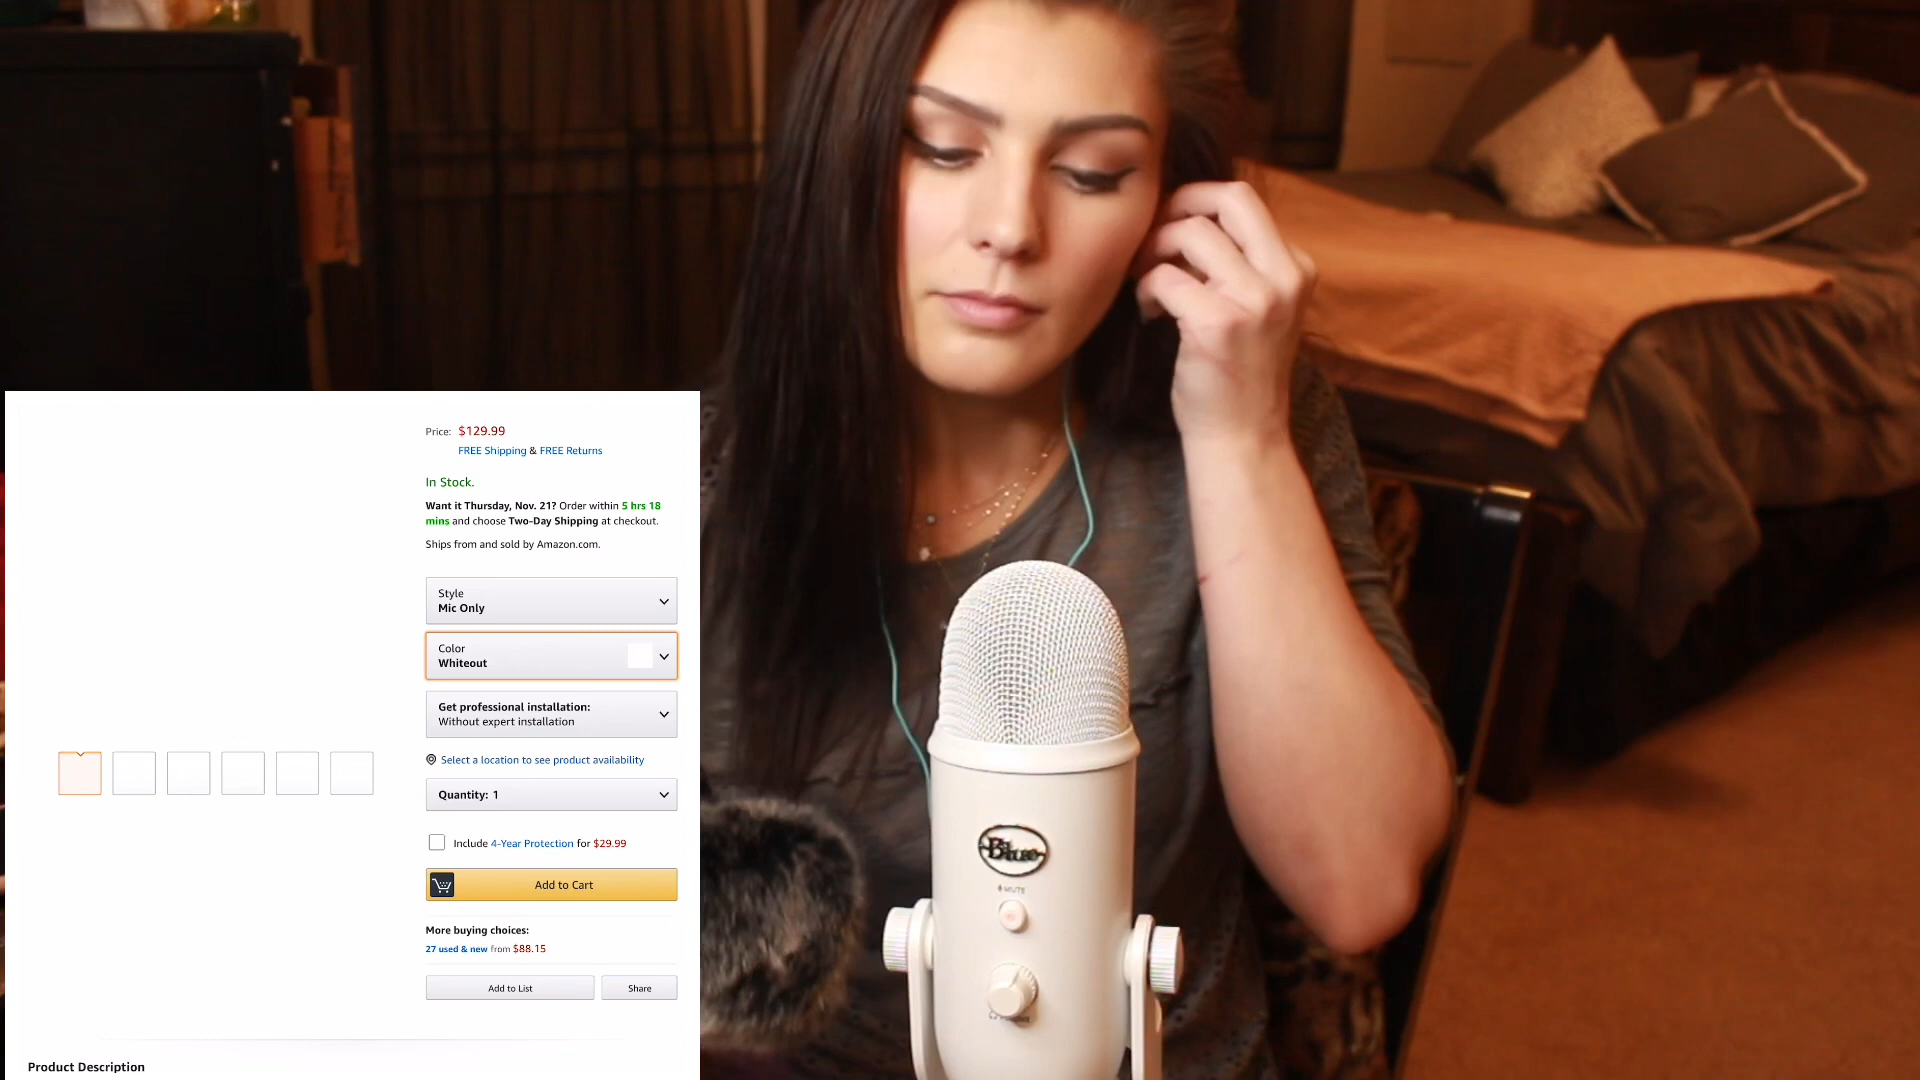 Price: $129.99
FREE Shipping & FREE Returns
In Stock.
Want it Thursday, Nov. 21? Order within 5 hrs 18
mins and choose Two-Day Shipping at checkout.
Ships from and sold by Amazon.com.
Style
Mic Only
Color
Whiteout
Get professional installation:
Without expert installation
Select a location to see product availability
Quantity: 1
Include 4-Year Protection for $29.99
Add to Cart
More buying choices:
27 used & new from $88.15
Add to List
Share
Product Description
Blue
MUTE